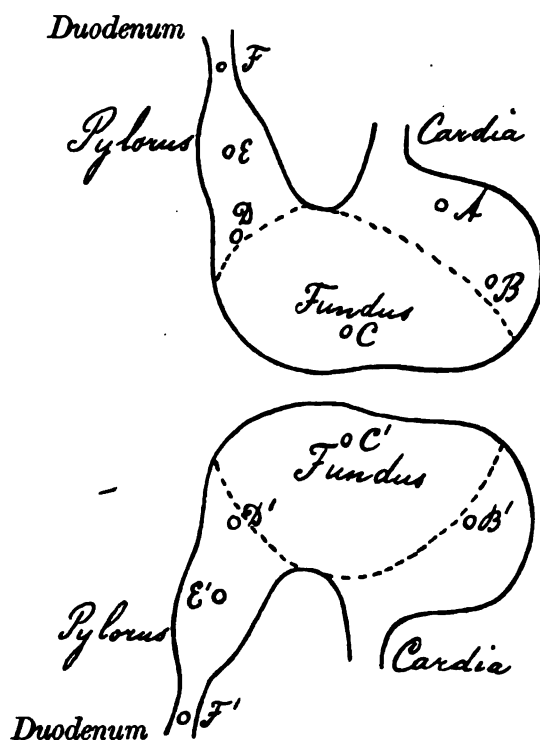 Duodenum
F
Pylorus
Cardia
E
A
D
B
Fundus
C
C'
Fundus
D'
B'
E'
Pylorus
Cardia
F'
Duodenum